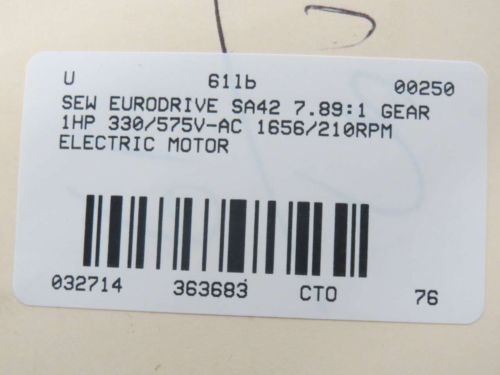 U 61lb 00250
SEW EURODRIVE SA42 7.89:1 GEAR
1HP 330/575V-AC 1656/210RPM
ELECTRIC MOTOR
032714 363683 CTO 76